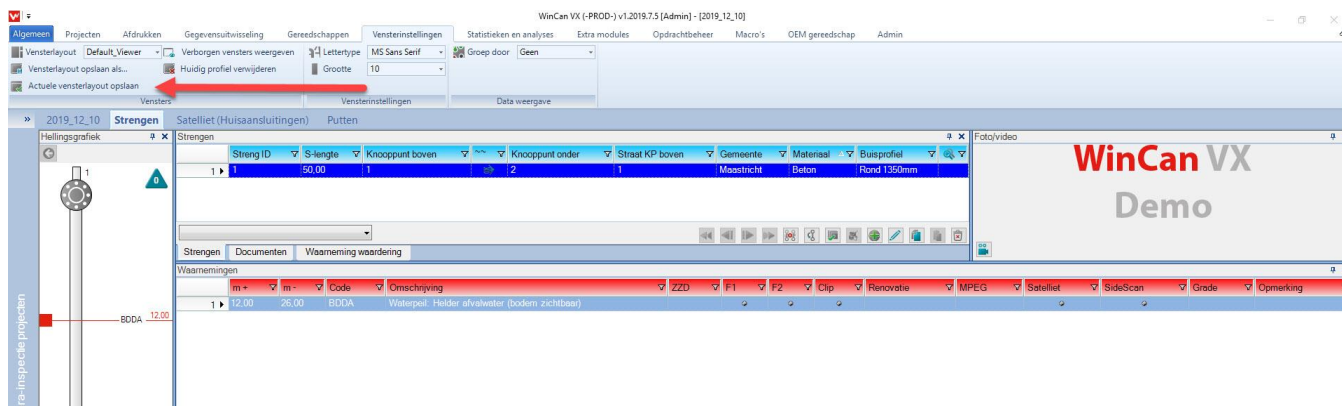 WinCan VX (-PROD-) v1.2019.7.5 [Admin] - [2019_12_10]
Algemeen Projecten Afdrukken Gegevensuitwisseling Gereedschappen Vensterinstellingen Statistieken en analyses Extra modules Opdrachtbeheer Macro's OEM gereedschap Admin
Vensterlayout Default_Viewer Verborgen vensters weergeven Lettertype MS Sans Serif Groep door Geen
Vensterlayout opslaan als... Huidig profiel verwijderen Grootte 10
Actuele vensterlayout opslaan
Vensters Vensterinstellingen Data weergave
» 2019_12_10 Strengen Satelliet (Huisaansluitingen) Putten
Hellingsgrafiek Strengen Foto/video
Streng ID S-lengte Knooppunt boven ~~ Knooppunt onder Straat KP boven Gemeente Materiaal Buisprofiel
1 1 50,00 1 2 1 Maastricht Beton Rond 1350mm
1
0
WinCan VX
Demo
Strengen Documenten Waarneming waardering
Waarnemingen
m + m - Code Omschrijving ZZD F1 F2 Clip Renovatie MPEG Satelliet SideScan Grade Opmerking
1 12,00 26,00 BDDA Waterpeil: Helder afvalwater (bodem zichtbaar)
BDDA 12.00
ra-inspectie projecten